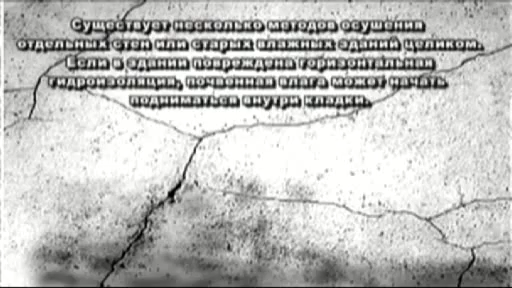 Существует несколько методов осушения
отдельных стен или старых влажных зданий целиком.
Если в здании повреждена горизонтальная
гидроизоляция, почвенная влага может начать
подниматься внутри кладки.